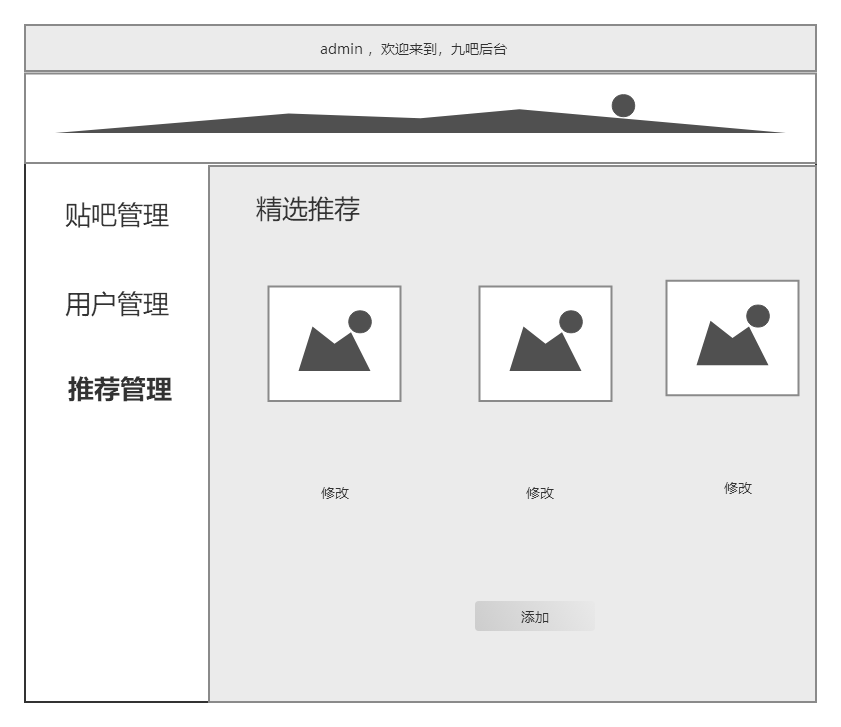 admin ，欢迎来到，九吧后台
贴吧管理
用户管理
推荐管理
精选推荐
修改
修改
修改
添加